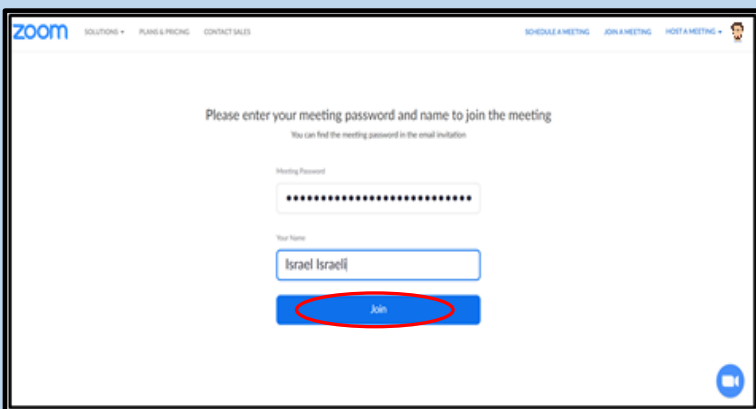 zoom SOLUTIONS PLANS & PRICING CONTACT SALES SCHEDULE A MEETING JOIN A MEETING HOST A MEETING
Please enter your meeting password and name to join the meeting
You can find the meeting password in the email invitation
Meeting Password
••••••••••••••••••••••••••••
Your Name
Israel Israeli
Join